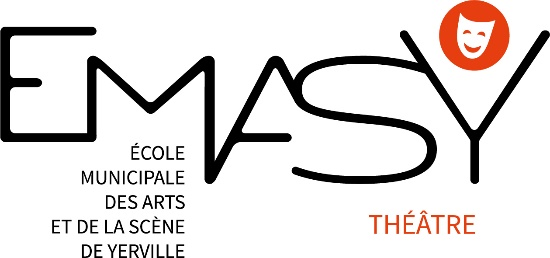 EMASY
ÉCOLE
MUNICIPALE
DES ARTS
ET DE LA SCÈNE
DE YERVILLE
THÉÂTRE